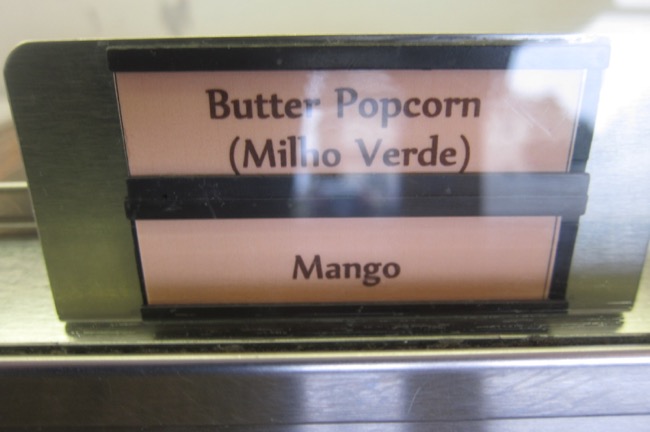 Butter Popcorn
(Milho Verde)
Mango